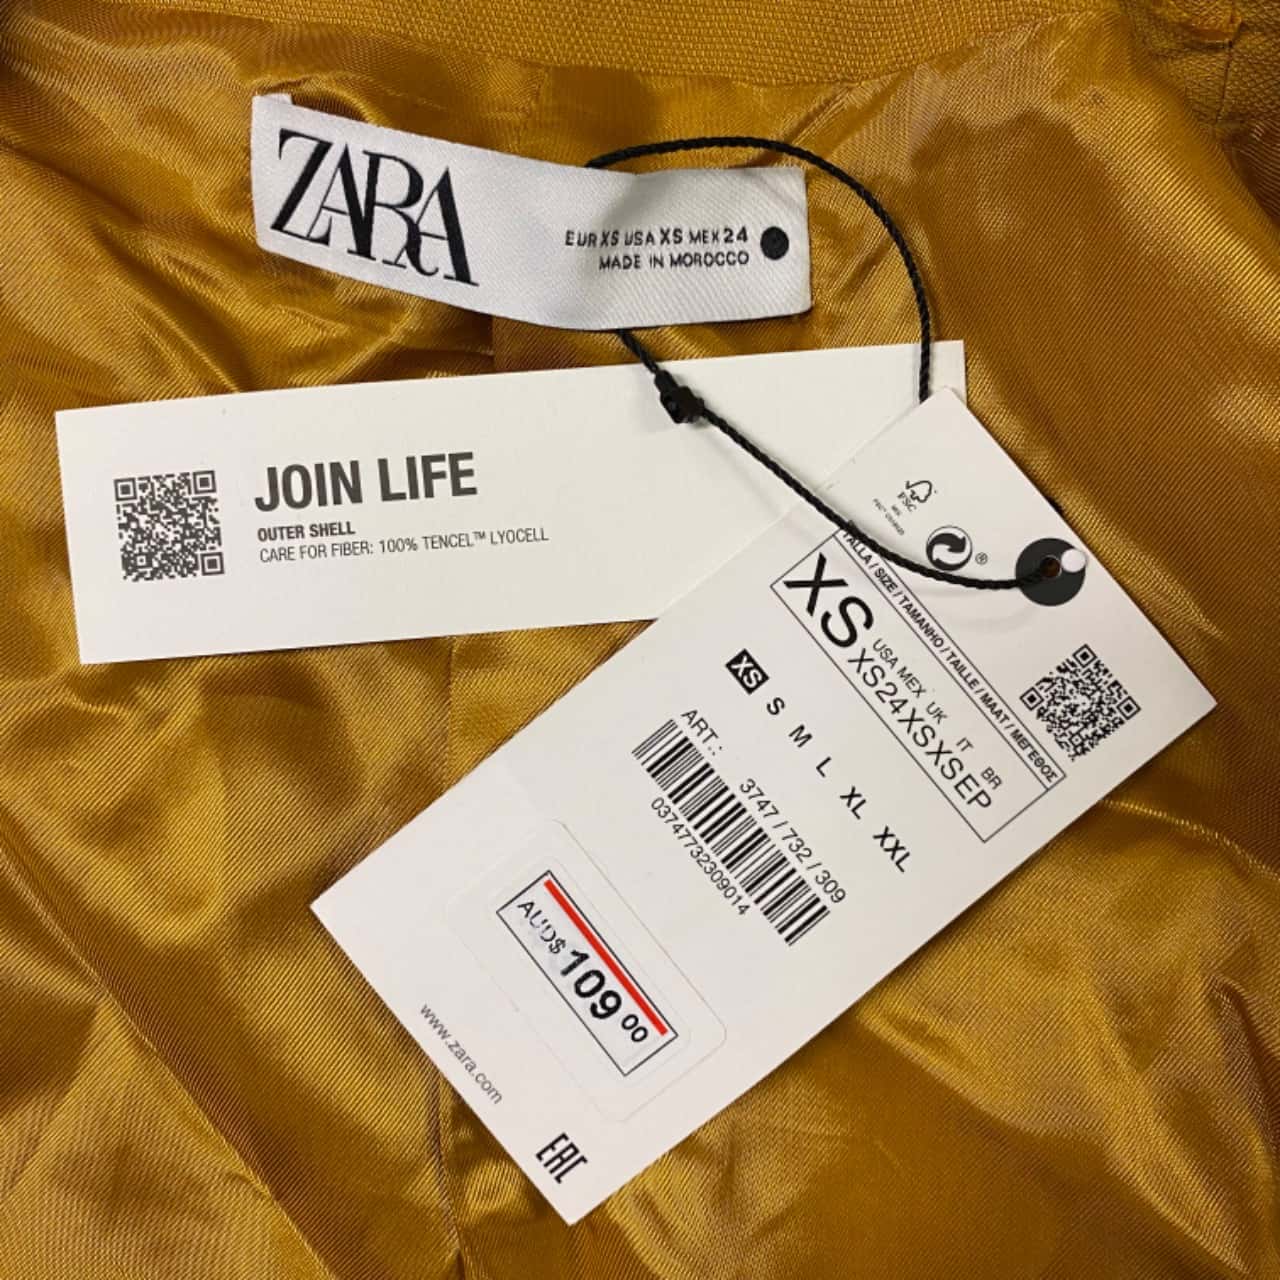 ZARA
EUR XS USA XS MEX 24
MADE IN MOROCCO
JOIN LIFE
OUTER SHELL
CARE FOR FIBER: 100% TENCEL™ LYOCELL
FSC
MIX
®
TALLA / SIZE / TAMANHO / TAILLE / MAAT / ΜΕΓΕΘΟΣ
XS
USA MEX UK IT BR
XS 24 XS XS EP
XS S M L XL XXL
ART.: 3747 / 732 / 309
03747732309014
AUD$ 109 00
www.zara.com
EAC